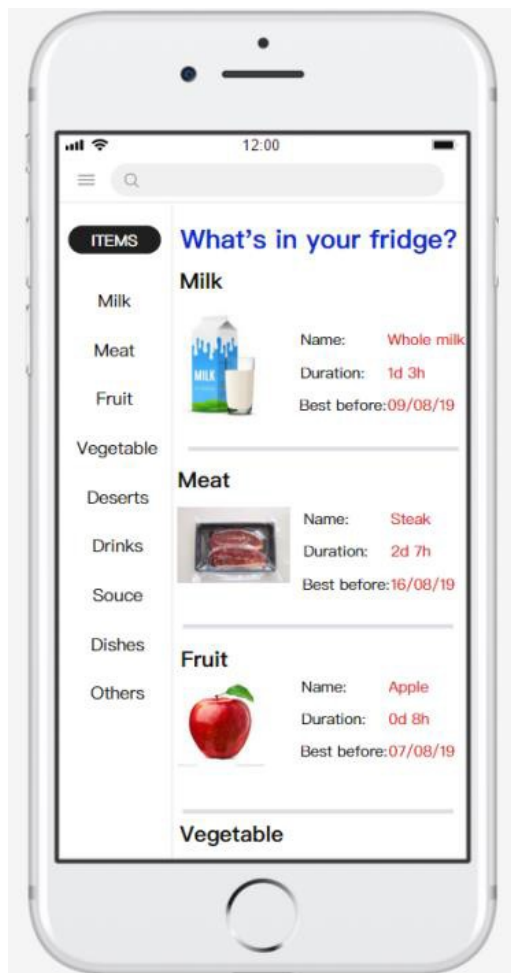 12:00
ITEMS
Milk
Meat
Fruit
Vegetable
Deserts
Drinks
Souce
Dishes
Others
What's in your fridge?
Milk
MILK
Name: Whole milk
Duration: 1d 3h
Best before:09/08/19
Meat
Name: Steak
Duration: 2d 7h
Best before:16/08/19
Fruit
Name: Apple
Duration: 0d 8h
Best before:07/08/19
Vegetable